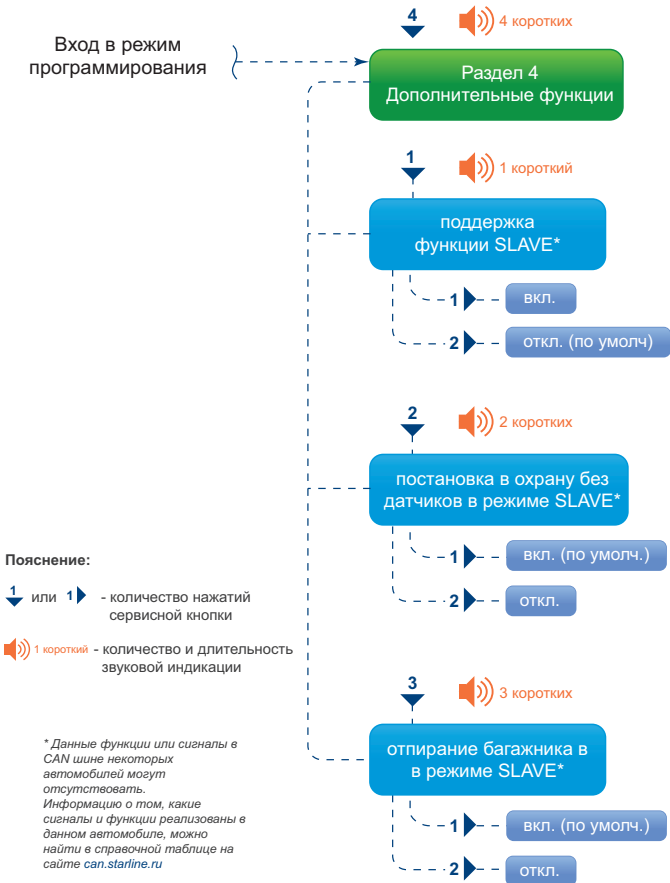 4
4 коротких
Вход в режим
программирования
Раздел 4
Дополнительные функции
1
1 короткий
поддержка
функции SLAVE*
1
вкл.
2
откл. (по умолч)
2
2 коротких
постановка в охрану без
датчиков в режиме SLAVE*
1
вкл. (по умолч.)
2
откл.
Пояснение:
1 или 1 - количество нажатий
сервисной кнопки
1 короткий - количество и длительность
звуковой индикации
3
3 коротких
отпирание багажника в
в режиме SLAVE*
1
вкл. (по умолч.)
2
откл.
* Данные функции или сигналы в
CAN шине некоторых
автомобилей могут
отсутствовать.
Информацию о том, какие
сигналы и функции реализованы в
данном автомобиле, можно
найти в справочной таблице на
сайте can.starline.ru